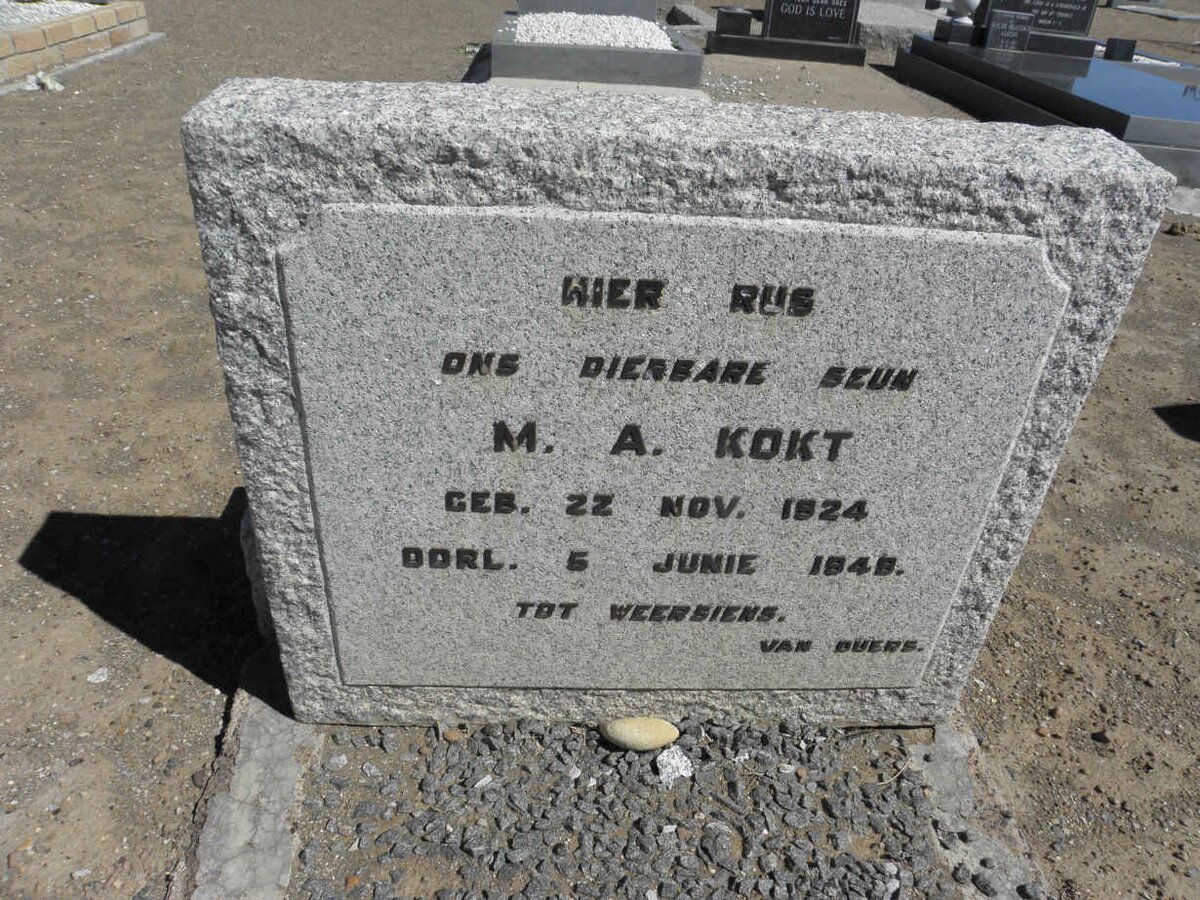 GOD IS LOVE
HIER RUS
ONS DIERBARE SEUN
M. A. KOKT
GEB. 22 NOV. 1924
OORL. 5 JUNIE
TOT WEERSIENS.
VAN OUERS.